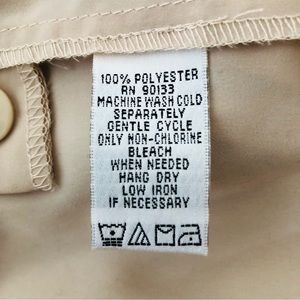 100% POLYESTER
RN 90133
MACHINE WASH COLD
SEPARATELY
GENTLE CYCLE
ONLY NON-CHLORINE
BLEACH
WHEN NEEDED
HANG DRY
LOW IRON
IF NECESSARY